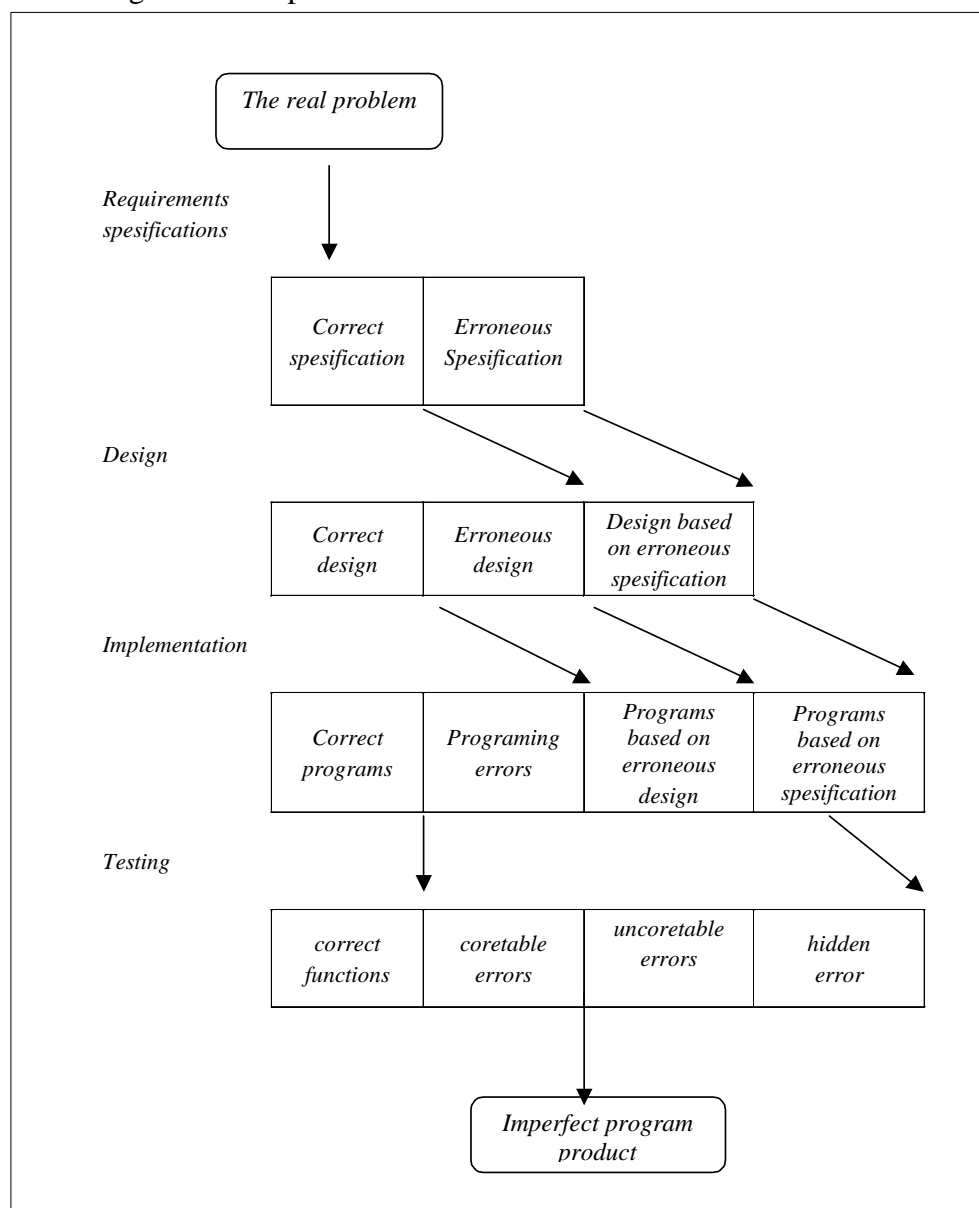 The real problem
Requirements
spesifications
Correct
spesification
Erroneous
Spesification
Design
Correct
design
Erroneous
design
Design based
on erroneous
spesification
Implementation
Correct
programs
Programing
errors
Programs
based on
erroneous
design
Programs
based on
erroneous
spesification
Testing
correct
functions
coretable
errors
uncoretable
errors
hidden
error
Imperfect program
product